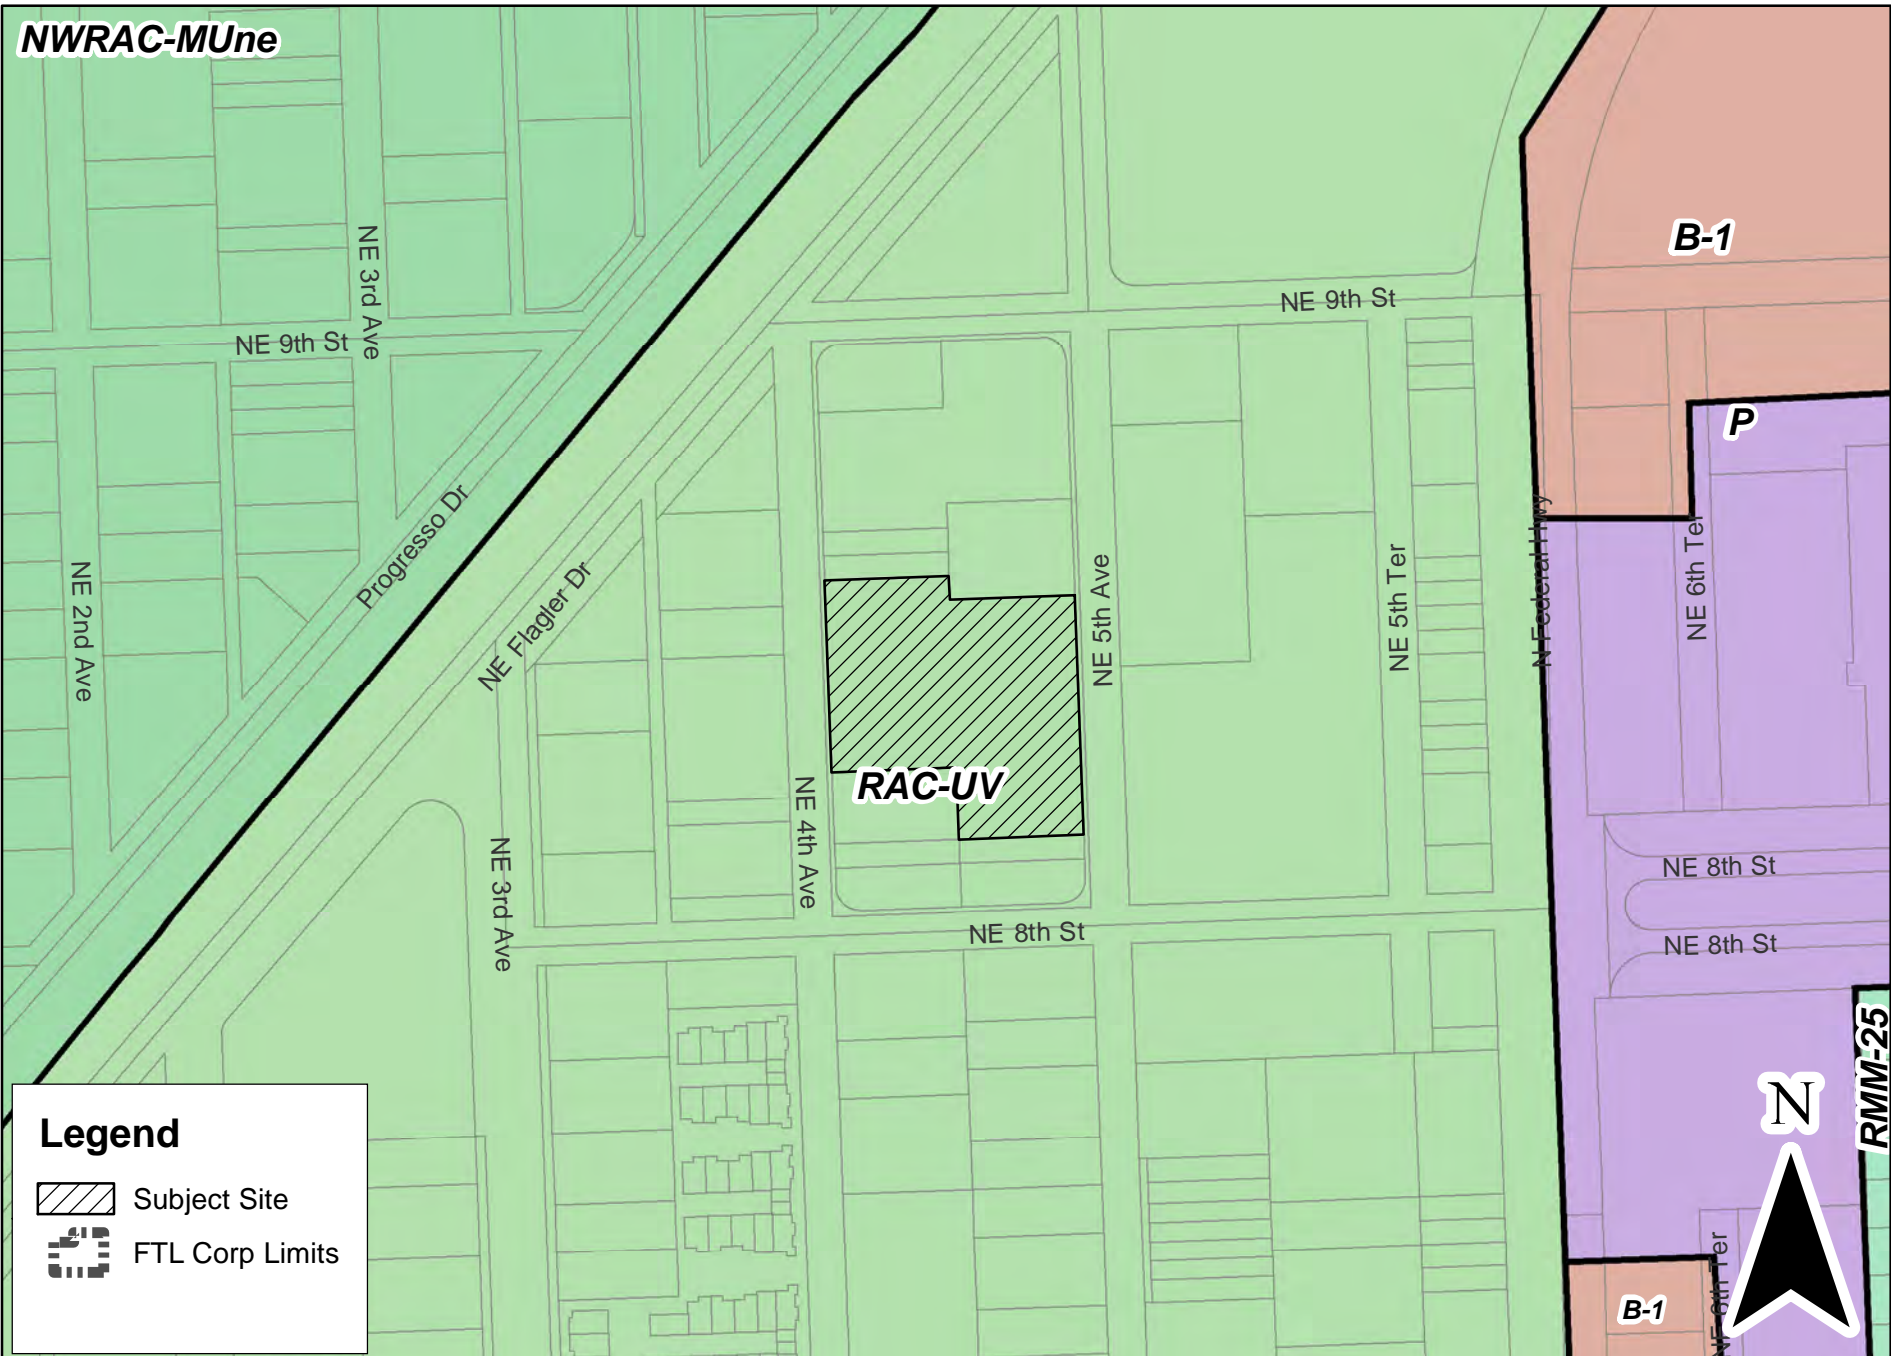 NWRAC-MUne
B-1
NE 3rd Ave
NE 9th St
NE 9th St
P
Progresso Dr
NE Flagler Dr
NE 2nd Ave
NE 5th Ave
NE 5th Ter
N Federal Hwy
NE 6th Ter
RAC-UV
NE 4th Ave
NE 3rd Ave
NE 8th St
NE 8th St
NE 8th St
RMM-25
N
Legend
Subject Site
FTL Corp Limits
NE 6th Ter
B-1